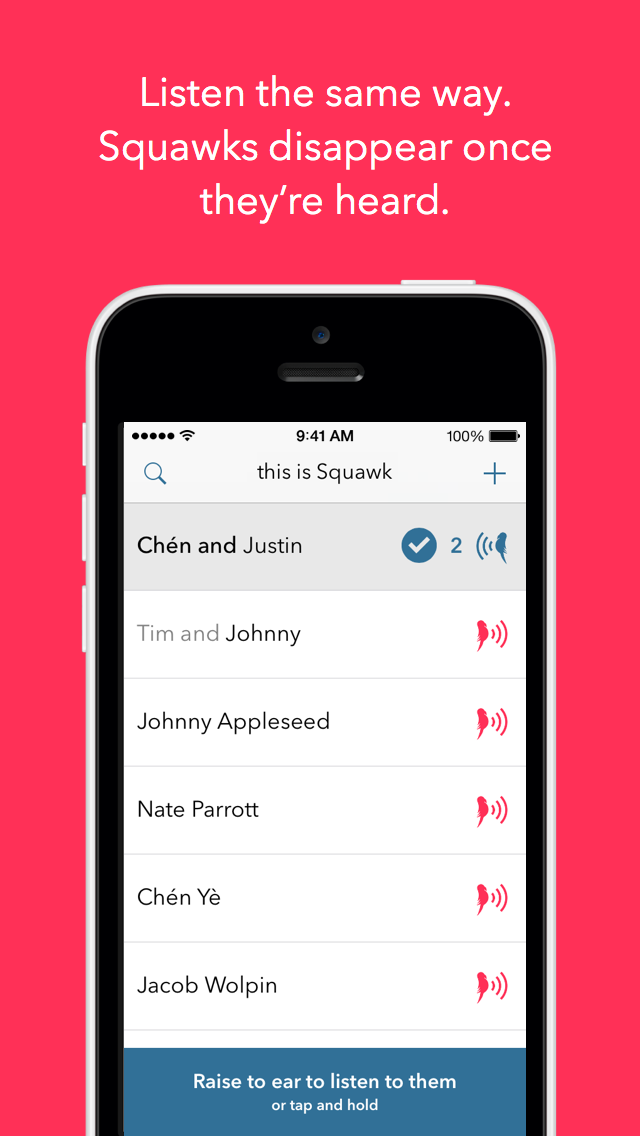 Listen the same way.
Squawks disappear once
they’re heard.
9:41 AM
100%
this is Squawk
Chén and Justin
2
Tim and Johnny
Johnny Appleseed
Nate Parrott
Chén Yè
Jacob Wolpin
Raise to ear to listen to them
or tap and hold